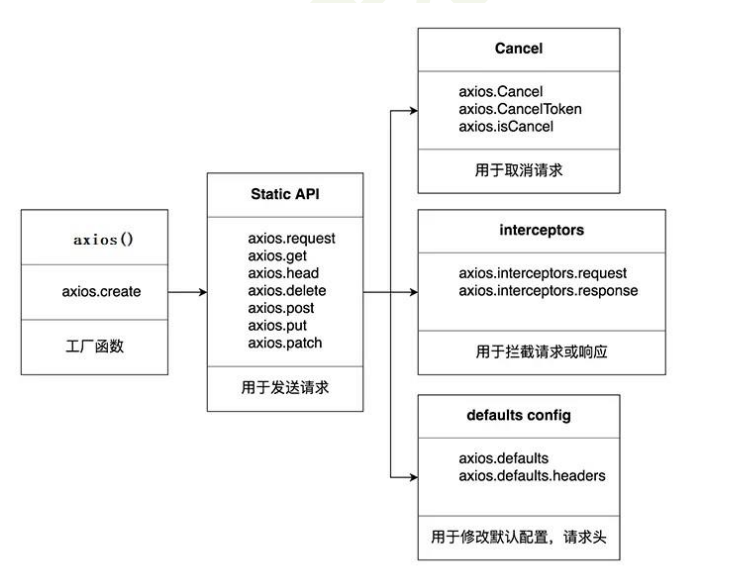 axios()
axios.create
工厂函数
Static API
axios.request
axios.get
axios.head
axios.delete
axios.post
axios.put
axios.patch
用于发送请求
Cancel
axios.Cancel
axios.CancelToken
axios.isCancel
用于取消请求
interceptors
axios.interceptors.request
axios.interceptors.response
用于拦截请求或响应
defaults config
axios.defaults
axios.defaults.headers
用于修改默认配置，请求头